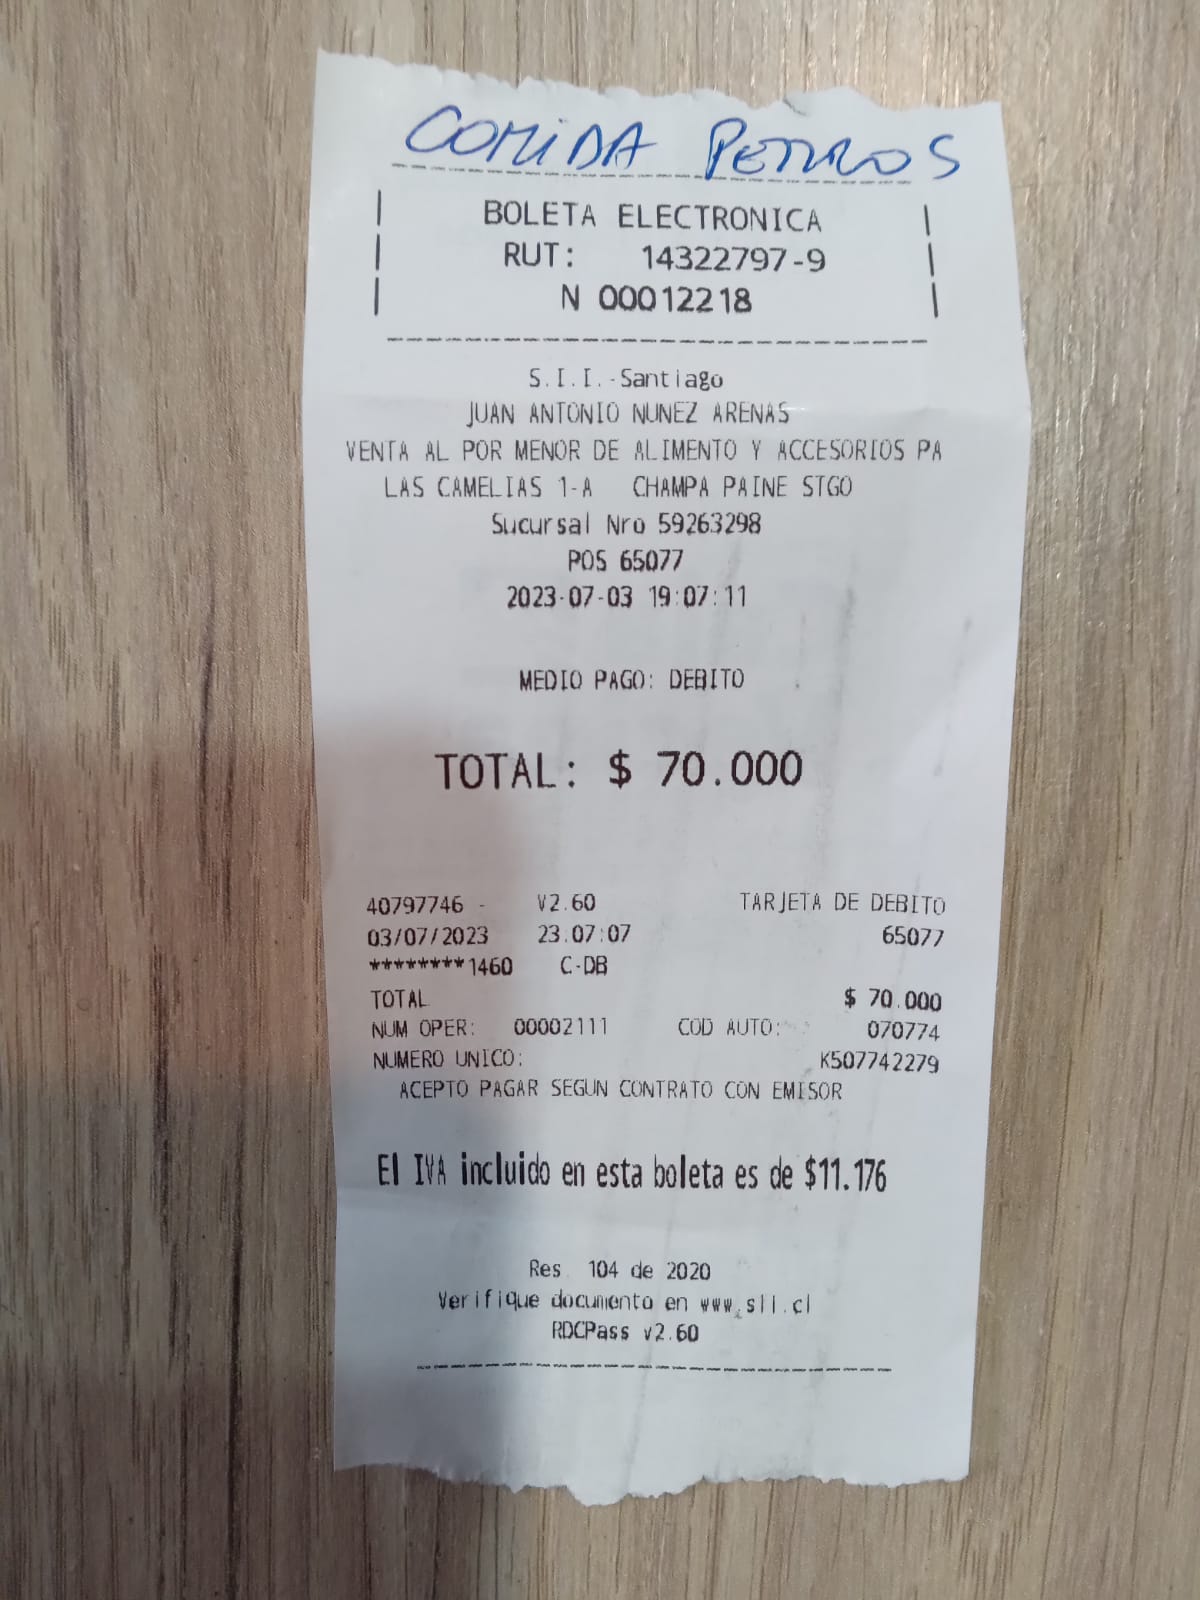 COMIDA PERROS
BOLETA ELECTRONICA
RUT: 14322797-9
N 00012218
S.I.I.-Santiago
JUAN ANTONIO NUNEZ ARENAS
VENTA AL POR MENOR DE ALIMENTO Y ACCESORIOS PA
LAS CAMELIAS 1-A CHAMPA PAINE STGO
Sucursal Nro 59263298
POS 65077
2023-07-03 19:07:11
MEDIO PAGO: DEBITO
TOTAL: $ 70.000
40797746 - V2.60 TARJETA DE DEBITO
03/07/2023 23:07:07 65077
********1460 C-DB
TOTAL $ 70.000
NUM OPER: 00002111 COD AUTO: 070774
NUMERO UNICO: K507742279
ACEPTO PAGAR SEGUN CONTRATO CON EMISOR
El IVA incluido en esta boleta es de $11.176
Res. 104 de 2020
Verifique documento en www.sii.cl
RDCPass v2.60